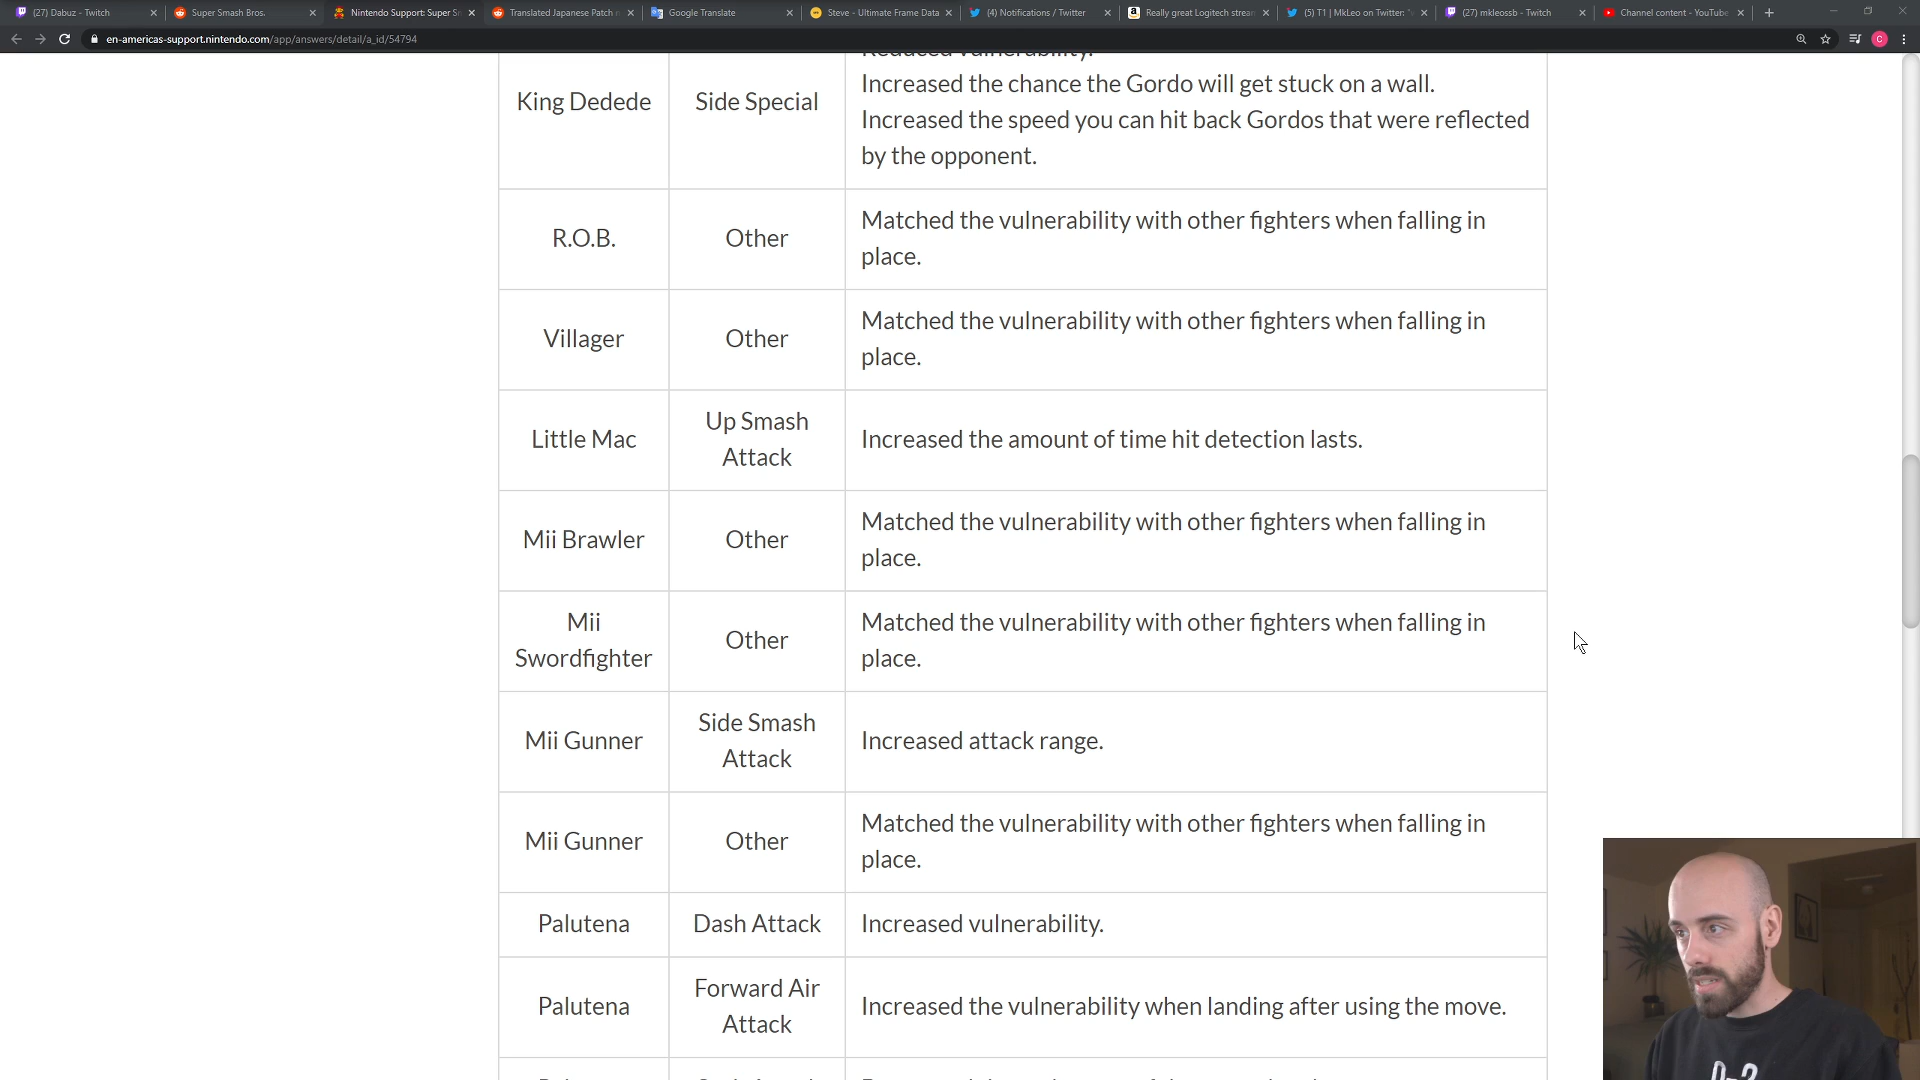 (27) Dabuz - Twitch
Super Smash Bros.
Nintendo Support: Super S
Translated Japanese Patch
Google Translate
Steve - Ultimate Frame Data
(4) Notifications / Twitter
Really great Logitech strea
(5) T1 | MkLeo on Twitter: "
(27) mkleossb - Twitch
Channel content - YouTube
en-americas-support.nintendo.com/app/answers/detail/a_id/54794
C
Reduced vulnerability.
King Dedede
Side Special
Increased the chance the Gordo will get stuck on a wall.
Increased the speed you can hit back Gordos that were reflected
by the opponent.
R.O.B.
Other
Matched the vulnerability with other fighters when falling in
place.
Villager
Other
Matched the vulnerability with other fighters when falling in
place.
Little Mac
Up Smash
Attack
Increased the amount of time hit detection lasts.
Mii Brawler
Other
Matched the vulnerability with other fighters when falling in
place.
Mii
Swordfighter
Other
Matched the vulnerability with other fighters when falling in
place.
Mii Gunner
Side Smash
Attack
Increased attack range.
Mii Gunner
Other
Matched the vulnerability with other fighters when falling in
place.
Palutena
Dash Attack
Increased vulnerability.
Palutena
Forward Air
Attack
Increased the vulnerability when landing after using the move.